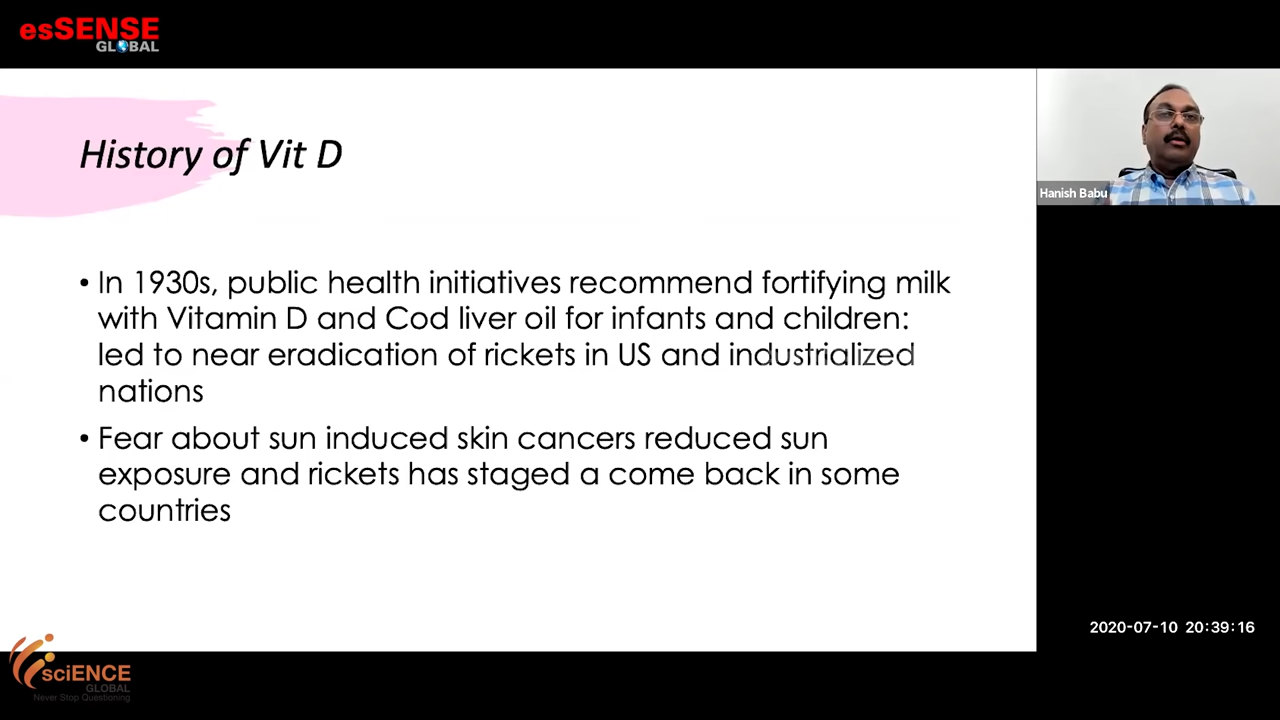 esSENSE
GLOBAL
History of Vit D
Hanish Babu
• In 1930s, public health initiatives recommend fortifying milk
with Vitamin D and Cod liver oil for infants and children:
led to near eradication of rickets in US and industrialized
nations
• Fear about sun induced skin cancers reduced sun
exposure and rickets has staged a come back in some
countries
2020-07-10 20:39:16
sciENCE
GLOBAL
Never Stop Questioning